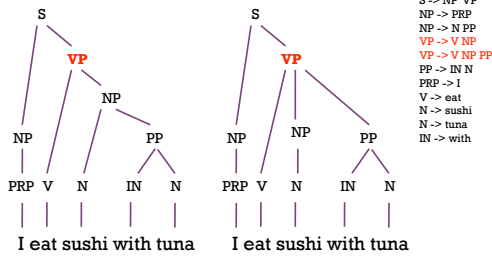 S -> NP VP
S S NP -> PRP
NP -> N PP
VP VP VP -> V NP
VP -> V NP PP
NP PP -> IN N
PRP -> I
NP PP NP NP PP V -> eat
N -> sushi
N -> tuna
PRP V N IN N PRP V N IN N IN -> with
I eat sushi with tuna I eat sushi with tuna